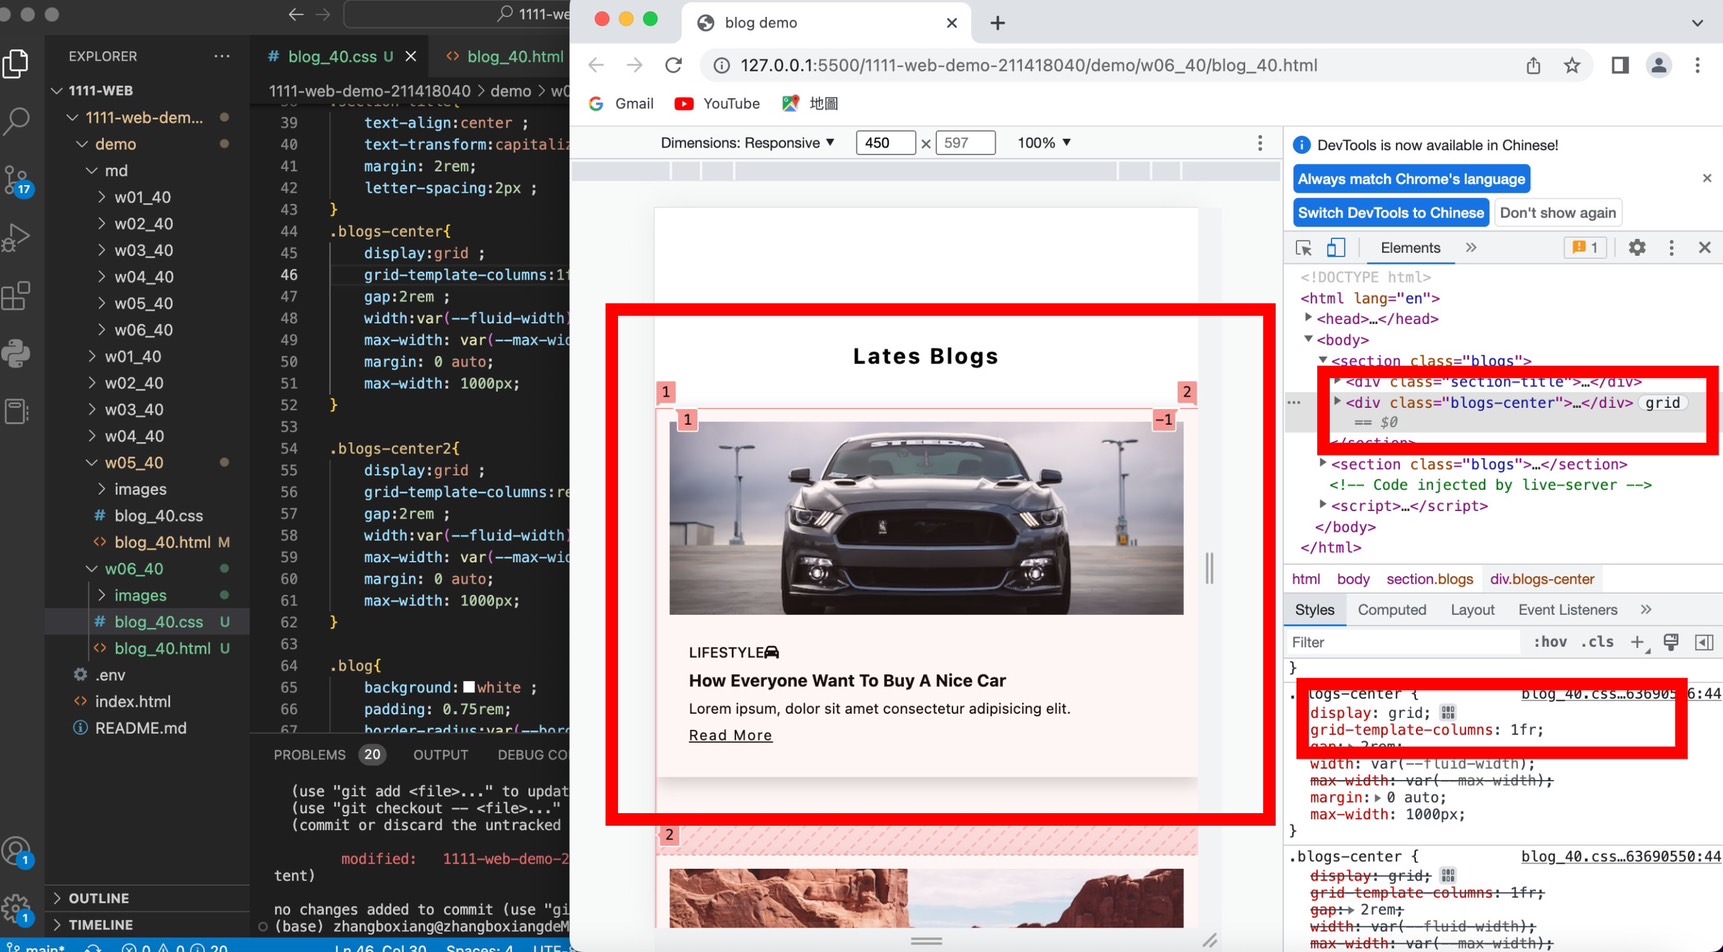 1111-we
EXPLORER
1111-WEB
1111-web-dem...
demo
md
w01_40
w02_40
w03_40
w04_40
w05_40
w06_40
w01_40
w02_40
w03_40
w04_40
w05_40
images
# blog_40.css
<> blog_40.html M
w06_40
images
# blog_40.css U
<> blog_40.html U
.env
<> index.html
README.md
OUTLINE
TIMELINE
17
1
1
# blog_40.css U
<> blog_40.html
1111-web-demo-211418040 > demo > w0
39 text-align:center ;
40 text-transform:capitaliz
41 margin: 2rem;
42 letter-spacing:2px ;
43 }
44 .blogs-center{
45 display:grid ;
46 grid-template-columns:1f
47 gap:2rem ;
48 width:var(--fluid-width)
49 max-width: var(--max-wid
50 margin: 0 auto;
51 max-width: 1000px;
52 }
53
54 .blogs-center2{
55 display:grid ;
56 grid-template-columns:re
57 gap:2rem ;
58 width:var(--fluid-width)
59 max-width: var(--max-wid
60 margin: 0 auto;
61 max-width: 1000px;
62 }
63
64 .blog{
65 background: white ;
66 padding: 0.75rem;
67 border-radius:var(--bord
PROBLEMS 20 OUTPUT DEBUG CO
(use "git add <file>..." to updat
(use "git checkout -- <file>..."
(commit or discard the untracked
modified: 1111-web-demo-2
tent)
no changes added to commit (use "gi
(base) zhangboxiang@zhangboxiangdeM
main* 0 0 20 Ln 46, Col 30 Spaces: 4 UTF-8
blog demo
127.0.0.1:5500/1111-web-demo-211418040/demo/w06_40/blog_40.html
Gmail YouTube 地圖
Dimensions: Responsive 450 × 597 100%
Lates Blogs
1 2
1 −1
STEEDA
LIFESTYLE
How Everyone Want To Buy A Nice Car
Lorem ipsum, dolor sit amet consectetur adipisicing elit.
Read More
2
DevTools is now available in Chinese!
Always match Chrome's language
Switch DevTools to Chinese Don't show again
Elements » 1
<!DOCTYPE html>
<html lang="en">
<head>…</head>
<body>
<section class="blogs">
<div class="section-title">…</div>
<div class="blogs-center">…</div> grid
== $0
</section>
<section class="blogs">…</section>
<!-- Code injected by live-server -->
<script>…</script>
</body>
</html>
html body section.blogs div.blogs-center
Styles Computed Layout Event Listeners »
Filter :hov .cls +
}
logs-center { blog_40.css…63690556:44
display: grid;
grid-template-columns: 1fr;
gap: 2rem;
width: var(--fluid-width);
max-width: var(--max-width);
margin: 0 auto;
max-width: 1000px;
}
.blogs-center { blog_40.css…63690550:44
display: grid;
grid-template-columns: 1fr;
gap: 2rem;
width: var(--fluid-width);
max-width: var(--max-width);